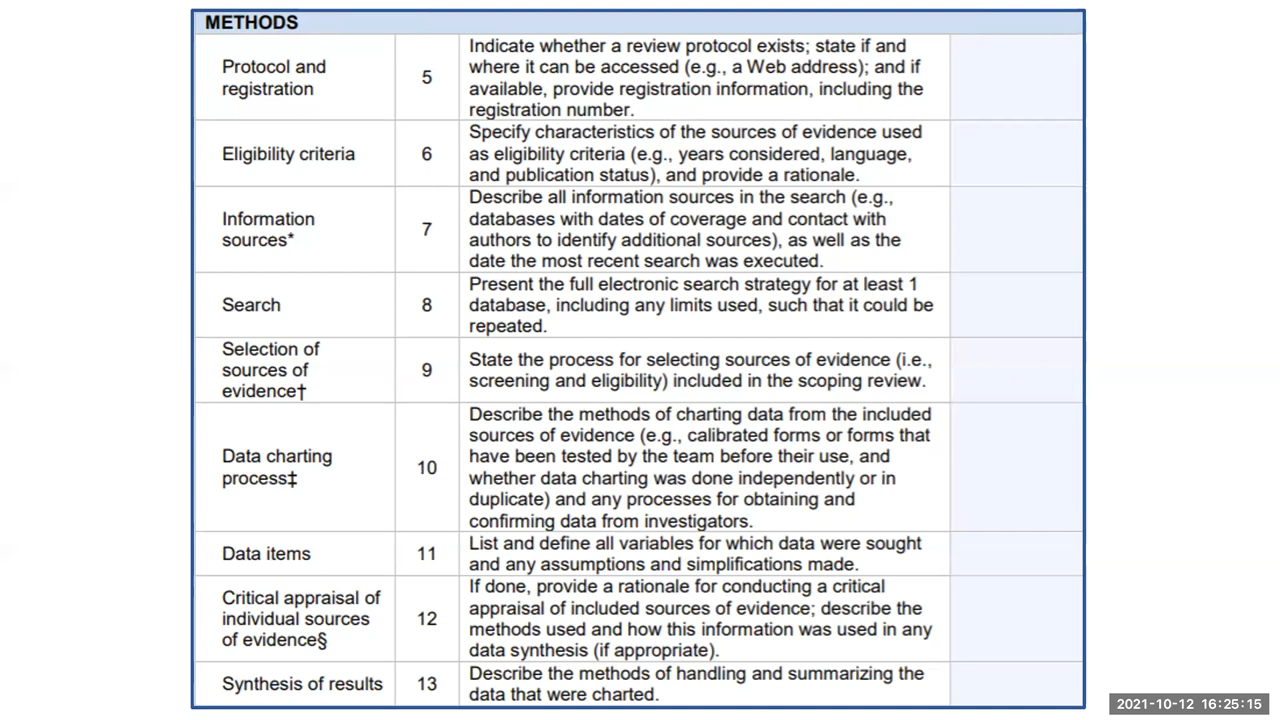 METHODS
Protocol and
registration
5
Indicate whether a review protocol exists; state if and
where it can be accessed (e.g., a Web address); and if
available, provide registration information, including the
registration number.
Eligibility criteria
6
Specify characteristics of the sources of evidence used
as eligibility criteria (e.g., years considered, language,
and publication status), and provide a rationale.
Information
sources*
7
Describe all information sources in the search (e.g.,
databases with dates of coverage and contact with
authors to identify additional sources), as well as the
date the most recent search was executed.
Search
8
Present the full electronic search strategy for at least 1
database, including any limits used, such that it could be
repeated.
Selection of
sources of
evidence†
9
State the process for selecting sources of evidence (i.e.,
screening and eligibility) included in the scoping review.
Data charting
process‡
10
Describe the methods of charting data from the included
sources of evidence (e.g., calibrated forms or forms that
have been tested by the team before their use, and
whether data charting was done independently or in
duplicate) and any processes for obtaining and
confirming data from investigators.
Data items
11
List and define all variables for which data were sought
and any assumptions and simplifications made.
Critical appraisal of
individual sources
of evidence§
12
If done, provide a rationale for conducting a critical
appraisal of included sources of evidence; describe the
methods used and how this information was used in any
data synthesis (if appropriate).
Synthesis of results
13
Describe the methods of handling and summarizing the
data that were charted.
2021-10-12 16:25:15